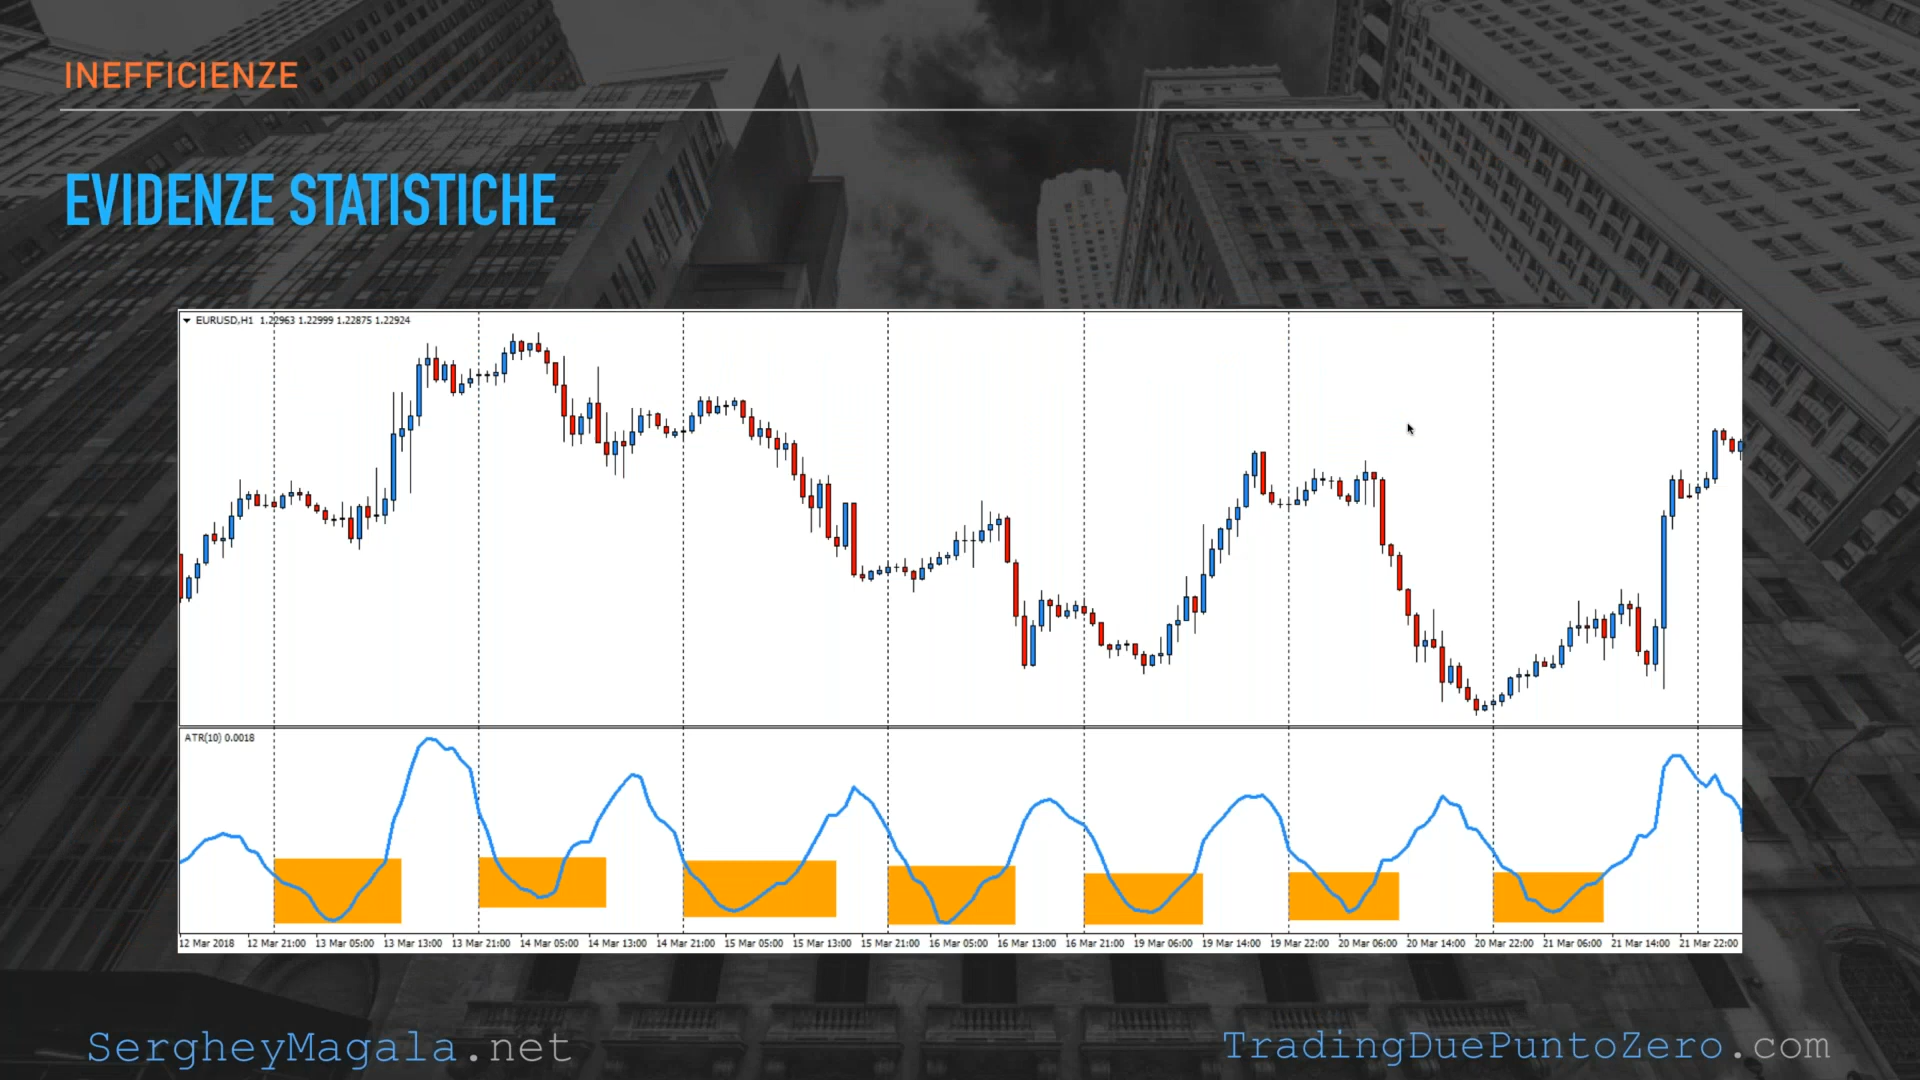 INEFFICIENZE
EVIDENZE STATISTICHE
EURUSD,H1 1.22963 1.22999 1.22875 1.22924
ATR(10) 0.0018
12 Mar 2018 12 Mar 21:00 13 Mar 05:00 13 Mar 13:00 13 Mar 21:00 14 Mar 05:00 14 Mar 13:00 14 Mar 21:00 15 Mar 05:00 15 Mar 13:00 15 Mar 21:00 16 Mar 05:00 16 Mar 13:00 16 Mar 21:00 19 Mar 06:00 19 Mar 14:00 19 Mar 22:00 20 Mar 06:00 20 Mar 14:00 20 Mar 22:00 21 Mar 06:00 21 Mar 14:00 21 Mar 22:00
SergheyMagala.net
TradingDuePuntoZero.com